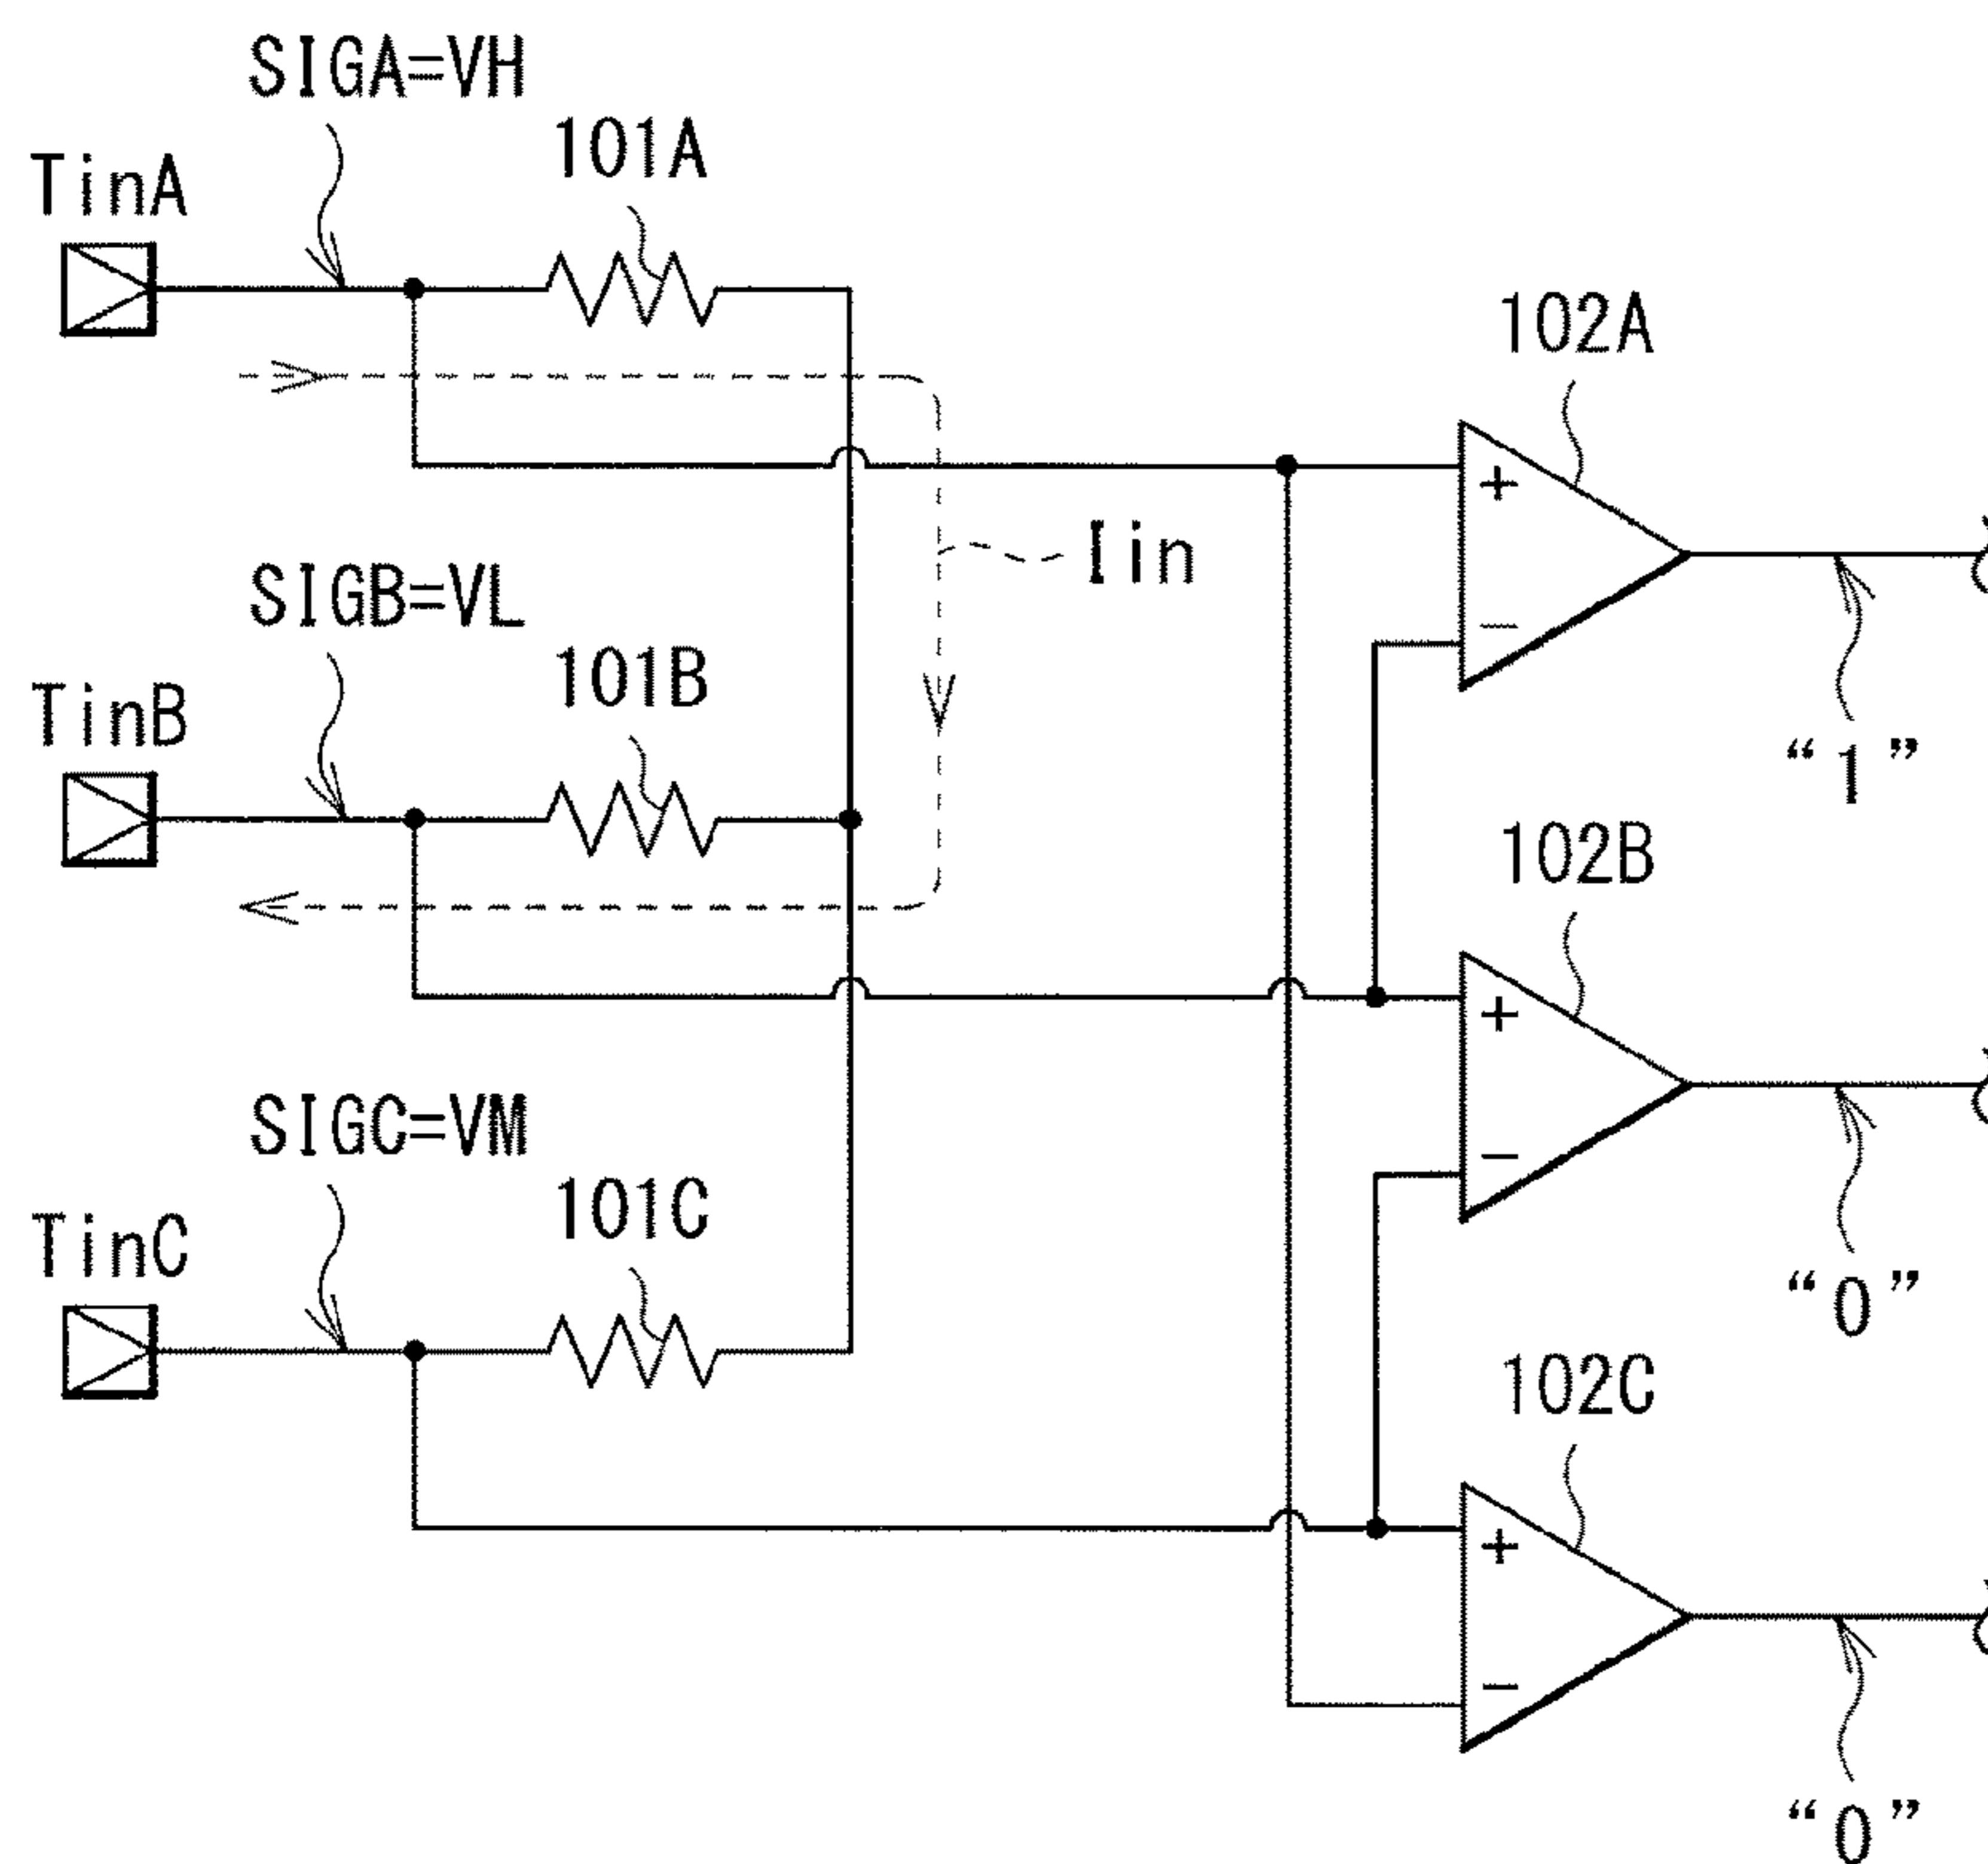 SIGA=VH
101A
TinA
102A
+
−
Iin
"1"
SIGB=VL
101B
TinB
102B
+
−
"0"
SIGC=VM
101C
TinC
102C
+
−
"0"